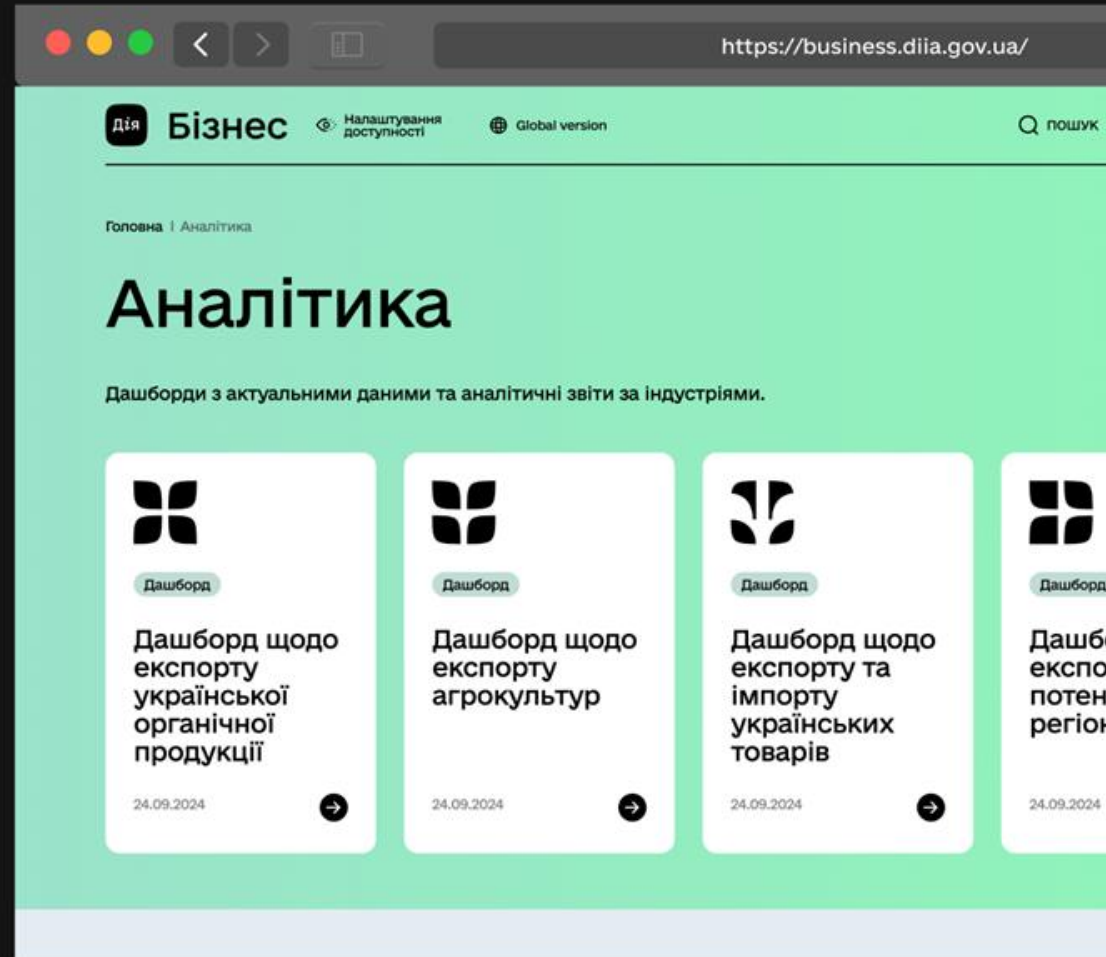 https://business.diia.gov.ua/
Дія Бізнес Налаштування доступності Global version пошук
Головна | Аналітика
Аналітика
Дашборди з актуальними даними та аналітичні звіти за індустріями.
Дашборд
Дашборд щодо
експорту
української
органічної
продукції
24.09.2024
Дашборд
Дашборд щодо
експорту
агрокультур
24.09.2024
Дашборд
Дашборд щодо
експорту та
імпорту
українських
товарів
24.09.2024
Дашборд
24.09.2024